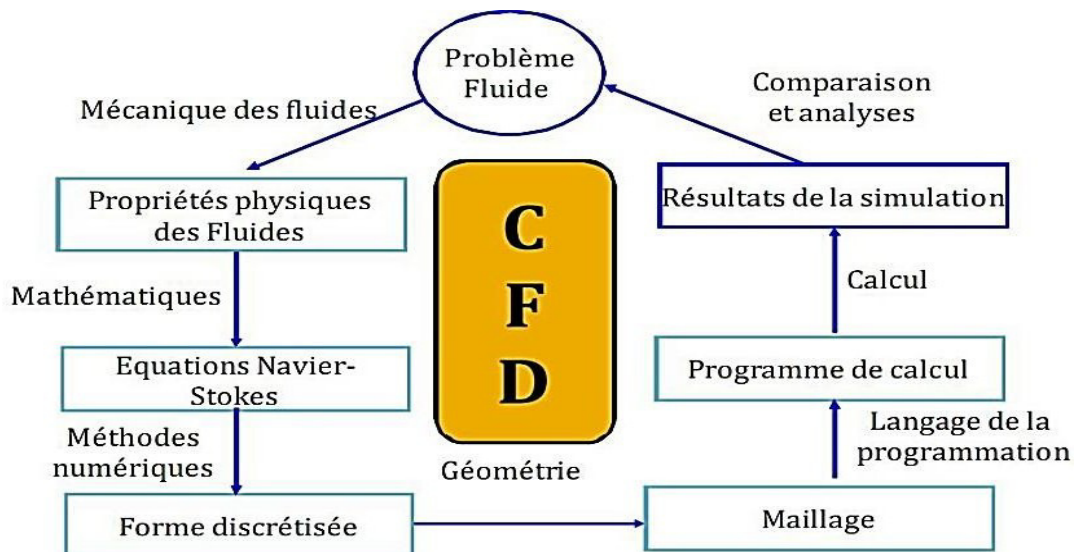 Problème
Fluide
Mécanique des fluides
Propriétés physiques
des Fluides
Mathématiques
Equations Navier-
Stokes
Méthodes
numériques
Forme discrétisée
Géométrie
Maillage
Langage de la
programmation
Programme de calcul
Calcul
Résultats de la simulation
Comparaison
et analyses
C
F
D